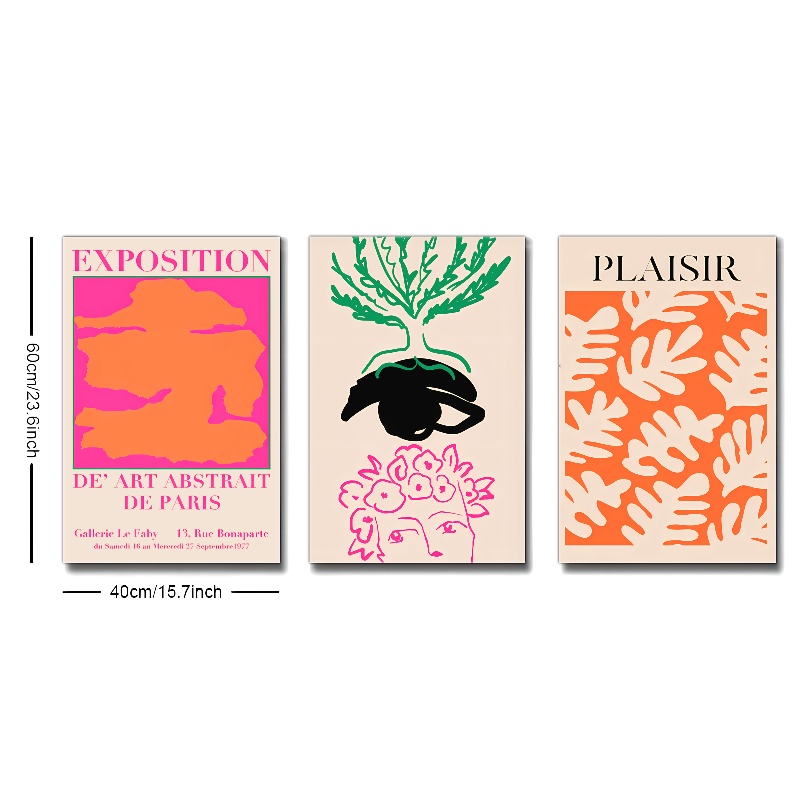 EXPOSITION
DE' ART ABSTRAIT
DE PARIS
Gallerie Le Faby 13, Rue Bonaparte
du Samedi 16 au Mercredi 27 Septembre 1977
PLAISIR
60cm/23.6inch
40cm/15.7inch